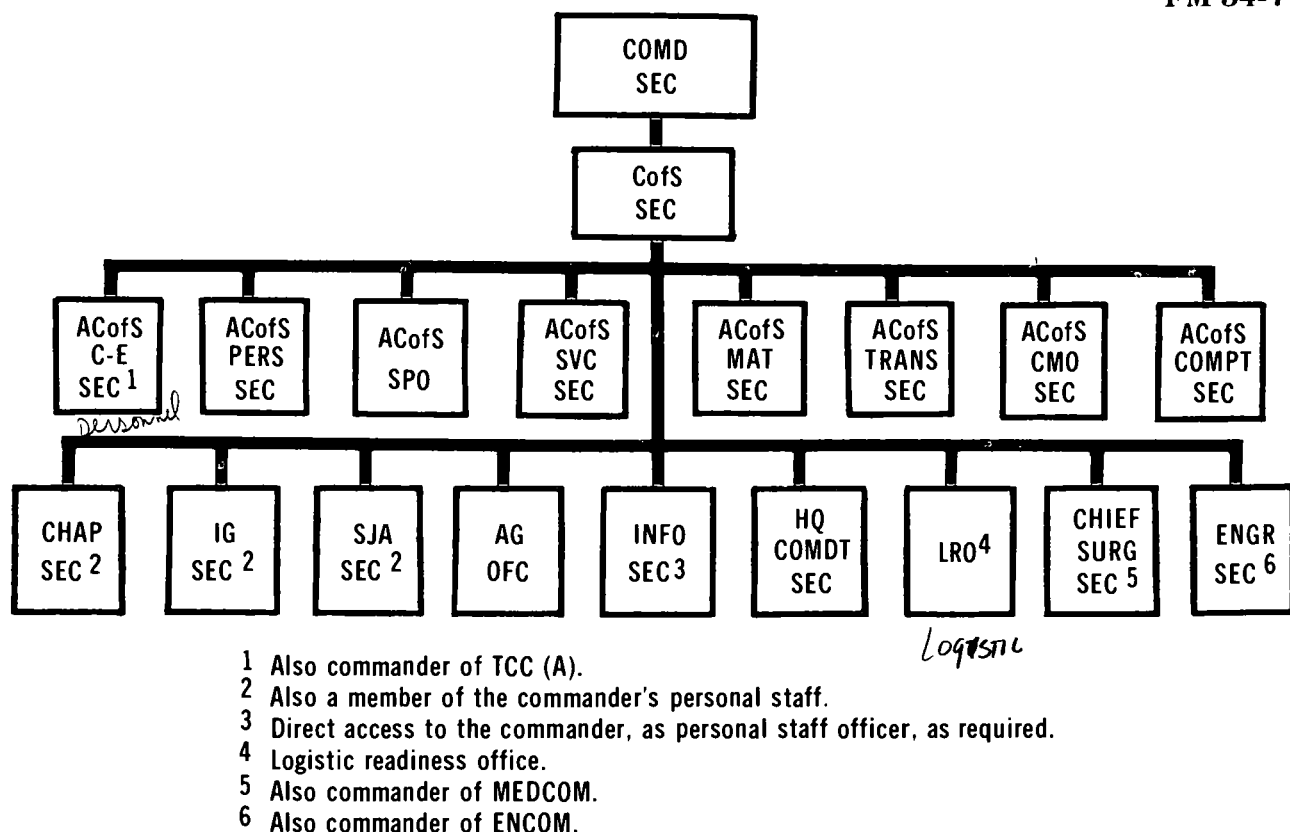 COMD
SEC
CofS
SEC
ACofS
C-E
SEC 1
ACofS
PERS
SEC
ACofS
SPO
ACofS
SVC
SEC
ACofS
MAT
SEC
ACofS
TRANS
SEC
ACofS
CMO
SEC
ACofS
COMPT
SEC
personnel
CHAP
SEC 2
IG
SEC 2
SJA
SEC 2
AG
OFC
INFO
SEC 3
HQ
COMDT
SEC
LRO 4
CHIEF
SURG
SEC 5
ENGR
SEC 6
Logistic
1 Also commander of TCC (A).
2 Also a member of the commander's personal staff.
3 Direct access to the commander, as personal staff officer, as required.
4 Logistic readiness office.
5 Also commander of MEDCOM.
6 Also commander of ENCOM.